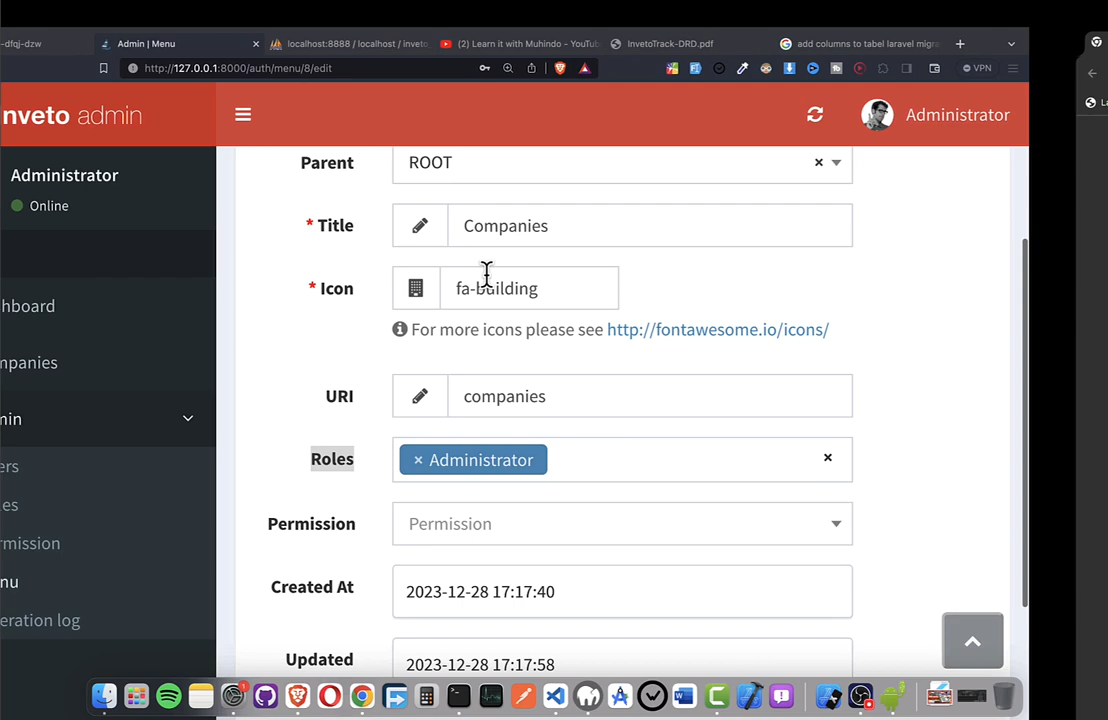 -dfqj-dzw
Admin | Menu
localhost:8888 / localhost / inveto
(2) Learn it with Muhindo - YouTub
InvetoTrack-DRD.pdf
add columns to tabel laravel migra
http://127.0.0.1:8000/auth/menu/8/edit
VPN
nveto admin
Administrator
Administrator
Online
hboard
mpanies
min
ers
les
rmission
nu
eration log
Parent
ROOT
* Title
Companies
* Icon
fa-building
For more icons please see http://fontawesome.io/icons/
URI
companies
Roles
× Administrator
Permission
Permission
Created At
2023-12-28 17:17:40
Updated
2023-12-28 17:17:58